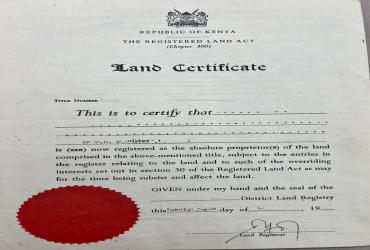 REPUBLIC OF KENYA
THE REGISTERED LAND ACT
(Chapter 300)
Land Certificate
TITLE NUMBER
This is to certify that
is (are) now registered as the absolute proprietor(s) of the land
comprised in the above-mentioned title, subject to the entries in
the register relating to the land and to such of the overriding
interests set out in section 30 of the Registered Land Act as may
for the time being subsist and affect the land.
GIVEN under my hand and the seal of the
District Land Registry
this day of 19
Land Registrar